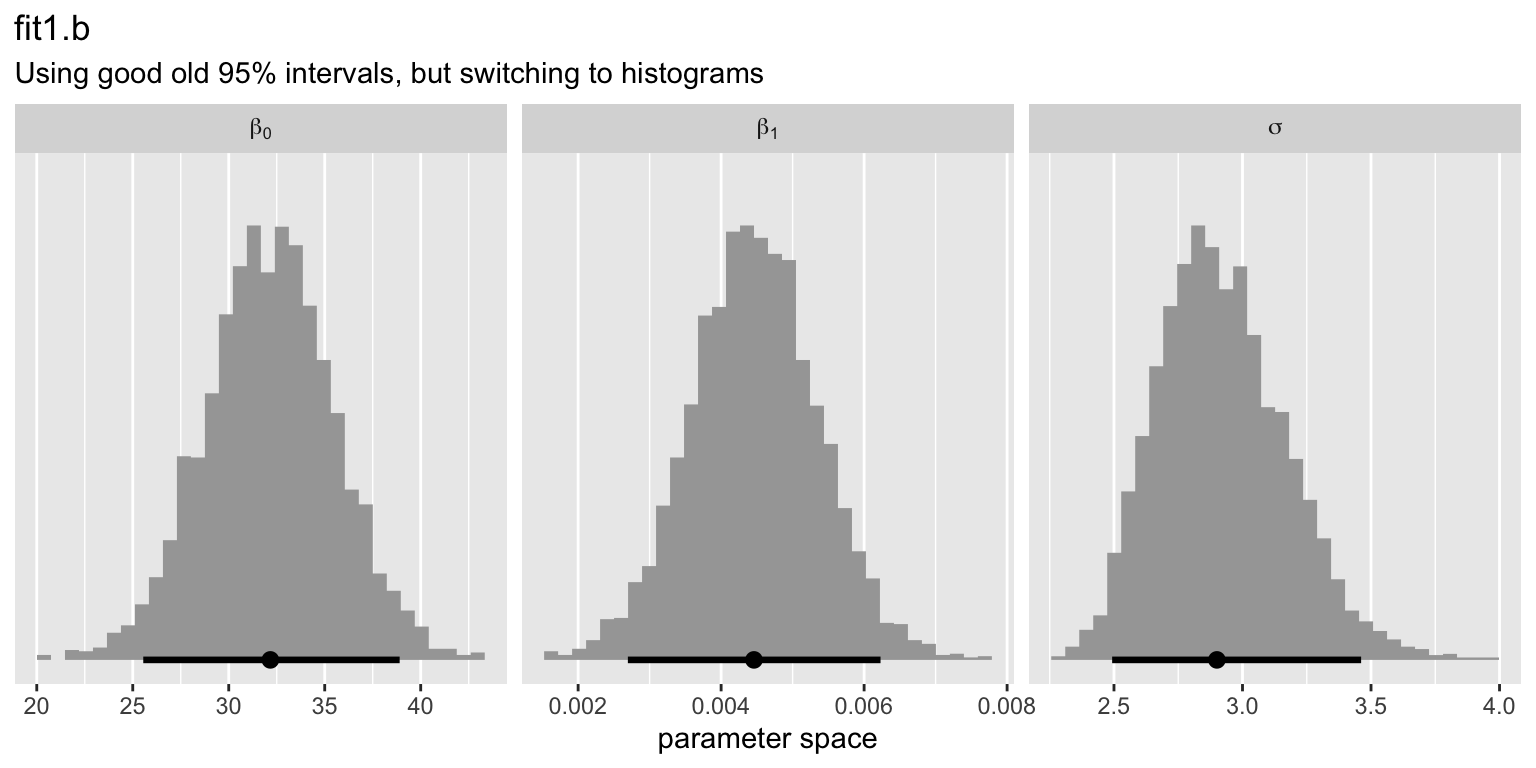 fit1.b
Using good old 95% intervals, but switching to histograms
β₀ β₁ σ
20 25 30 35 40 0.002 0.004 0.006 0.008 2.5 3.0 3.5 4.0
parameter space